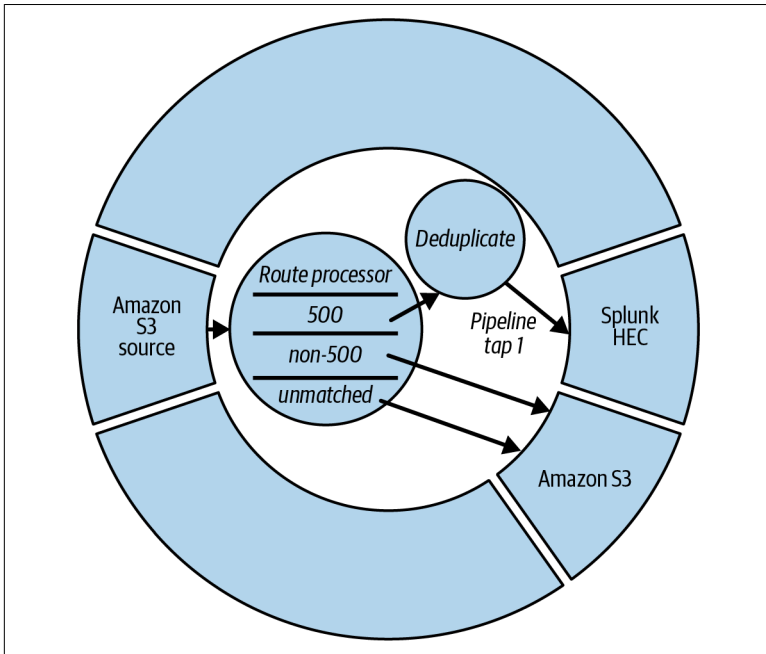 Deduplicate
Route processor
500
non-500
unmatched
Amazon
S3
source
Pipeline
tap 1
Splunk
HEC
Amazon S3